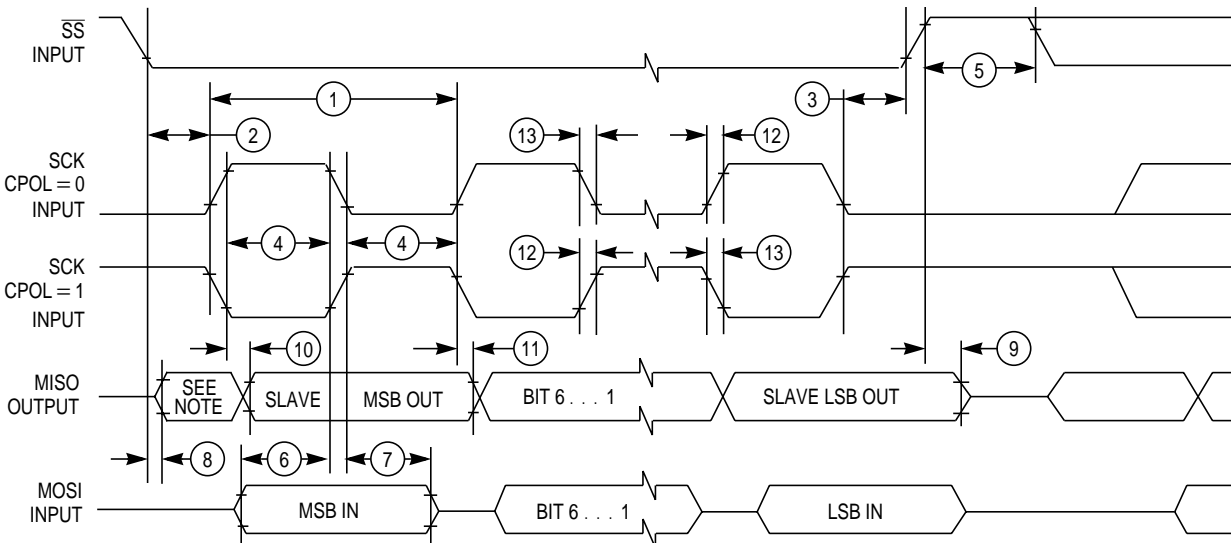 SS
INPUT
5
1
3
2
13
12
SCK
CPOL = 0
INPUT
4
4
12
13
SCK
CPOL = 1
INPUT
10
11
9
MISO
OUTPUT
SEE
NOTE
SLAVE
MSB OUT
BIT 6 . . . 1
SLAVE LSB OUT
8
6
7
MOSI
INPUT
MSB IN
BIT 6 . . . 1
LSB IN